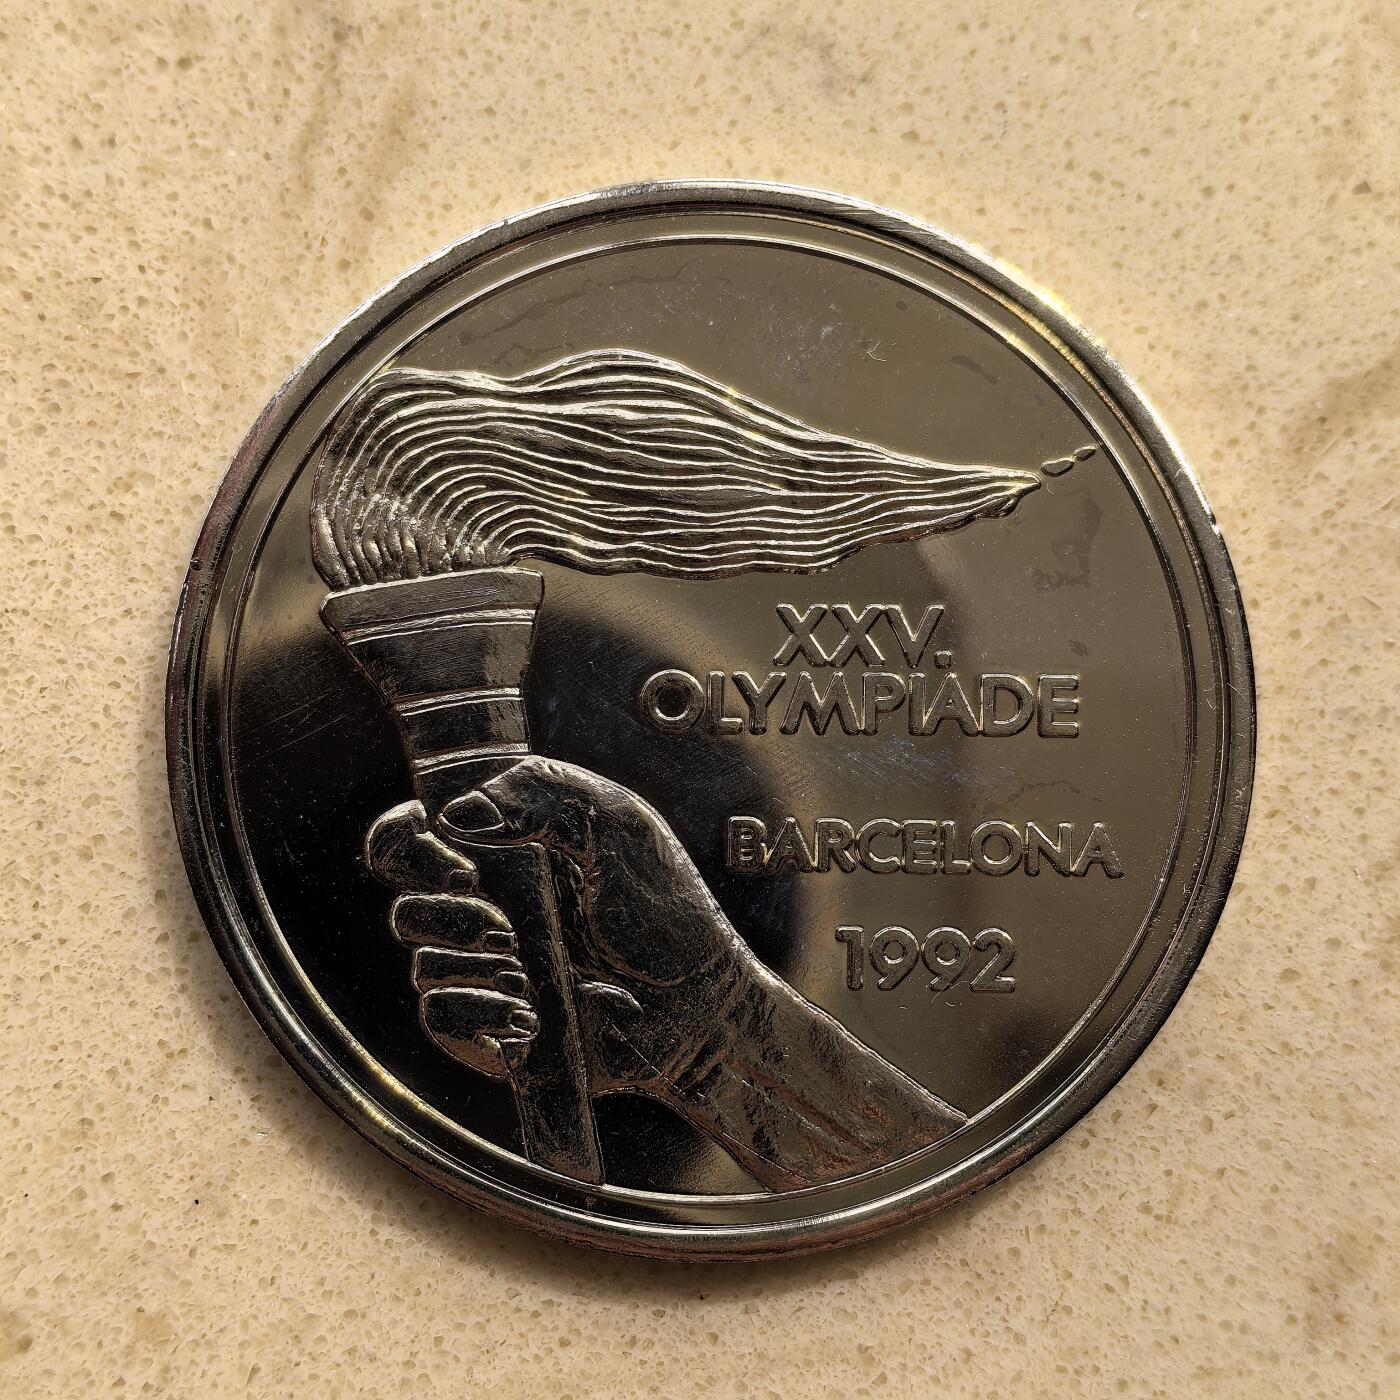 XXV.
OLYMPIADE
BARCELONA
1992